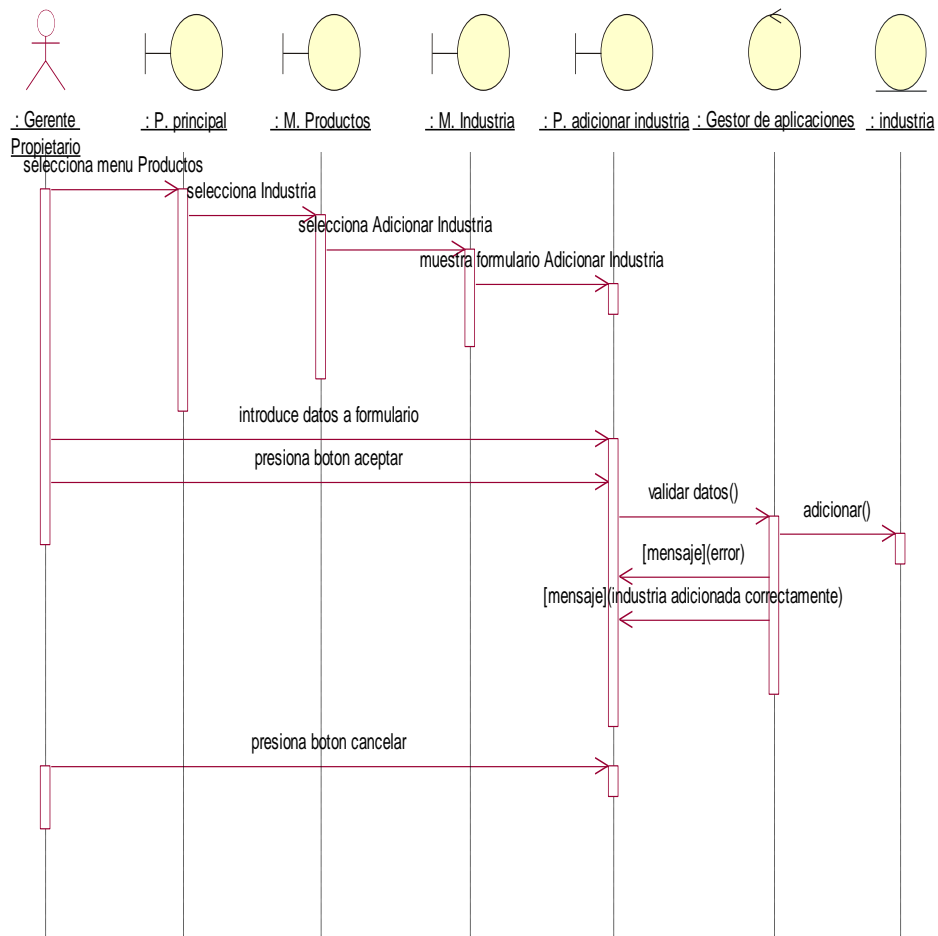 : Gerente
Propietario
: P. principal
: M. Productos
: M. Industria
: P. adicionar industria
: Gestor de aplicaciones
: industria
selecciona menu Productos
selecciona Industria
selecciona Adicionar Industria
muestra formulario Adicionar Industria
introduce datos a formulario
presiona boton aceptar
validar datos()
adicionar()
[mensaje](error)
[mensaje](industria adicionada correctamente)
presiona boton cancelar